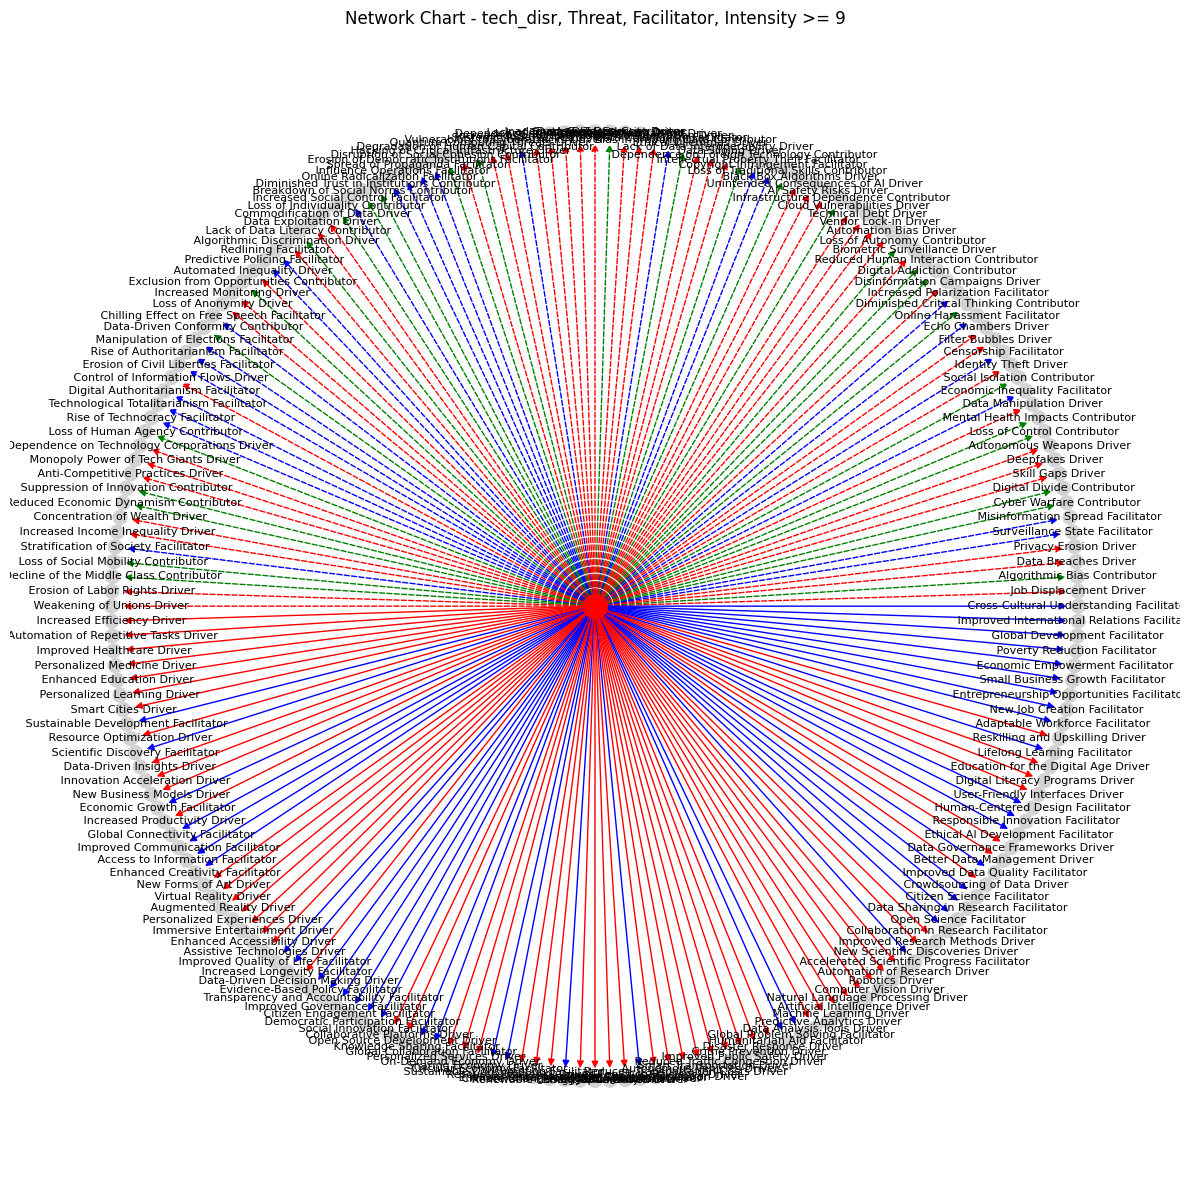 Network Chart - tech_disr, Threat, Facilitator, Intensity >= 9
Lack of Data Transparency Driver
Dependence on Foreign Technology Contributor
Intellectual Property Theft Facilitator
Copyright Infringement Facilitator
Loss of Traditional Skills Contributor
Black Box Algorithms Driver
Unintended Consequences of AI Driver
AI Safety Risks Driver
Infrastructure Dependence Contributor
Cloud Vulnerabilities Driver
Technical Debt Driver
Vendor Lock-in Driver
Automation Bias Driver
Loss of Autonomy Contributor
Biometric Surveillance Driver
Reduced Human Interaction Contributor
Digital Addiction Contributor
Disinformation Campaigns Driver
Increased Polarization Facilitator
Diminished Critical Thinking Contributor
Online Harassment Facilitator
Echo Chambers Driver
Filter Bubbles Driver
Censorship Facilitator
Identity Theft Driver
Social Isolation Contributor
Economic Inequality Facilitator
Data Manipulation Driver
Mental Health Impacts Contributor
Loss of Control Contributor
Autonomous Weapons Driver
Deepfakes Driver
Skill Gaps Driver
Digital Divide Contributor
Cyber Warfare Contributor
Misinformation Spread Facilitator
Surveillance State Facilitator
Privacy Erosion Driver
Data Breaches Driver
Algorithmic Bias Contributor
Job Displacement Driver
Erosion of Democratic Institutions Facilitator
Spread of Propaganda Facilitator
Influence Operations Facilitator
Online Radicalization Facilitator
Diminished Trust in Institutions Contributor
Breakdown of Social Norms Contributor
Increased Social Control Facilitator
Loss of Individuality Contributor
Commodification of Data Driver
Data Exploitation Driver
Lack of Data Literacy Contributor
Algorithmic Discrimination Driver
Redlining Facilitator
Predictive Policing Facilitator
Automated Inequality Driver
Exclusion from Opportunities Contributor
Increased Monitoring Driver
Loss of Anonymity Driver
Chilling Effect on Free Speech Facilitator
Data-Driven Conformity Contributor
Manipulation of Elections Facilitator
Rise of Authoritarianism Facilitator
Erosion of Civil Liberties Facilitator
Control of Information Flows Driver
Digital Authoritarianism Facilitator
Technological Totalitarianism Facilitator
Rise of Technocracy Facilitator
Loss of Human Agency Contributor
Dependence on Technology Corporations Driver
Monopoly Power of Tech Giants Driver
Anti-Competitive Practices Driver
Suppression of Innovation Contributor
Reduced Economic Dynamism Contributor
Concentration of Wealth Driver
Increased Income Inequality Driver
Stratification of Society Facilitator
Loss of Social Mobility Contributor
Decline of the Middle Class Contributor
Erosion of Labor Rights Driver
Weakening of Unions Driver
Increased Efficiency Driver
Automation of Repetitive Tasks Driver
Improved Healthcare Driver
Personalized Medicine Driver
Enhanced Education Driver
Personalized Learning Driver
Smart Cities Driver
Sustainable Development Facilitator
Resource Optimization Driver
Scientific Discovery Facilitator
Data-Driven Insights Driver
Innovation Acceleration Driver
New Business Models Driver
Economic Growth Facilitator
Increased Productivity Driver
Global Connectivity Facilitator
Improved Communication Facilitator
Access to Information Facilitator
Enhanced Creativity Facilitator
New Forms of Art Driver
Virtual Reality Driver
Augmented Reality Driver
Personalized Experiences Driver
Immersive Entertainment Driver
Enhanced Accessibility Driver
Assistive Technologies Driver
Improved Quality of Life Facilitator
Increased Longevity Facilitator
Data-Driven Decision Making Driver
Evidence-Based Policy Facilitator
Transparency and Accountability Facilitator
Improved Governance Facilitator
Citizen Engagement Facilitator
Democratic Participation Facilitator
Social Innovation Facilitator
Collaborative Platforms Driver
Open Source Development Driver
Knowledge Sharing Facilitator
Global Collaboration Facilitator
Personalized Services Driver
Cross-Cultural Understanding Facilitato
Improved International Relations Facilita
Global Development Facilitator
Poverty Reduction Facilitator
Economic Empowerment Facilitator
Small Business Growth Facilitator
Entrepreneurship Opportunities Facilitato
New Job Creation Facilitator
Adaptable Workforce Facilitator
Reskilling and Upskilling Driver
Lifelong Learning Facilitator
Education for the Digital Age Driver
Digital Literacy Programs Driver
User-Friendly Interfaces Driver
Human-Centered Design Facilitator
Responsible Innovation Facilitator
Ethical AI Development Facilitator
Data Governance Frameworks Driver
Better Data Management Driver
Improved Data Quality Facilitator
Crowdsourcing of Data Driver
Citizen Science Facilitator
Data Sharing in Research Facilitator
Open Science Facilitator
Collaboration in Research Facilitator
Improved Research Methods Driver
New Scientific Discoveries Driver
Accelerated Scientific Progress Facilitator
Automation of Research Driver
Robotics Driver
Computer Vision Driver
Natural Language Processing Driver
Artificial Intelligence Driver
Machine Learning Driver
Predictive Analytics Driver
Data Analysis Tools Driver
Global Problem Solving Facilitator
Humanitarian Aid Facilitator
Disaster Response Driver
Crime Prevention Driver
Improved Public Safety Driver